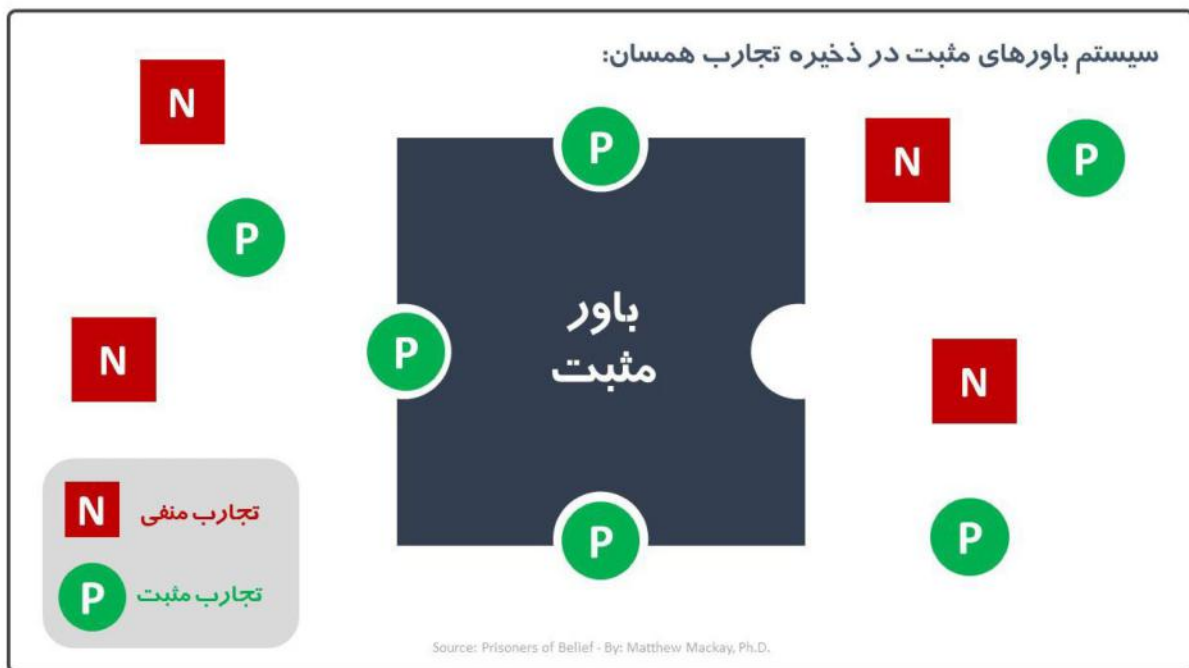 سیستم باورهای مثبت در ذخیره تجارب همسان:
N
P
N
P
N
P
P
باور
مثبت
N
P
P
N تجارب منفی
P تجارب مثبت
Source: Prisoners of Belief - By: Matthew Mackay, Ph.D.